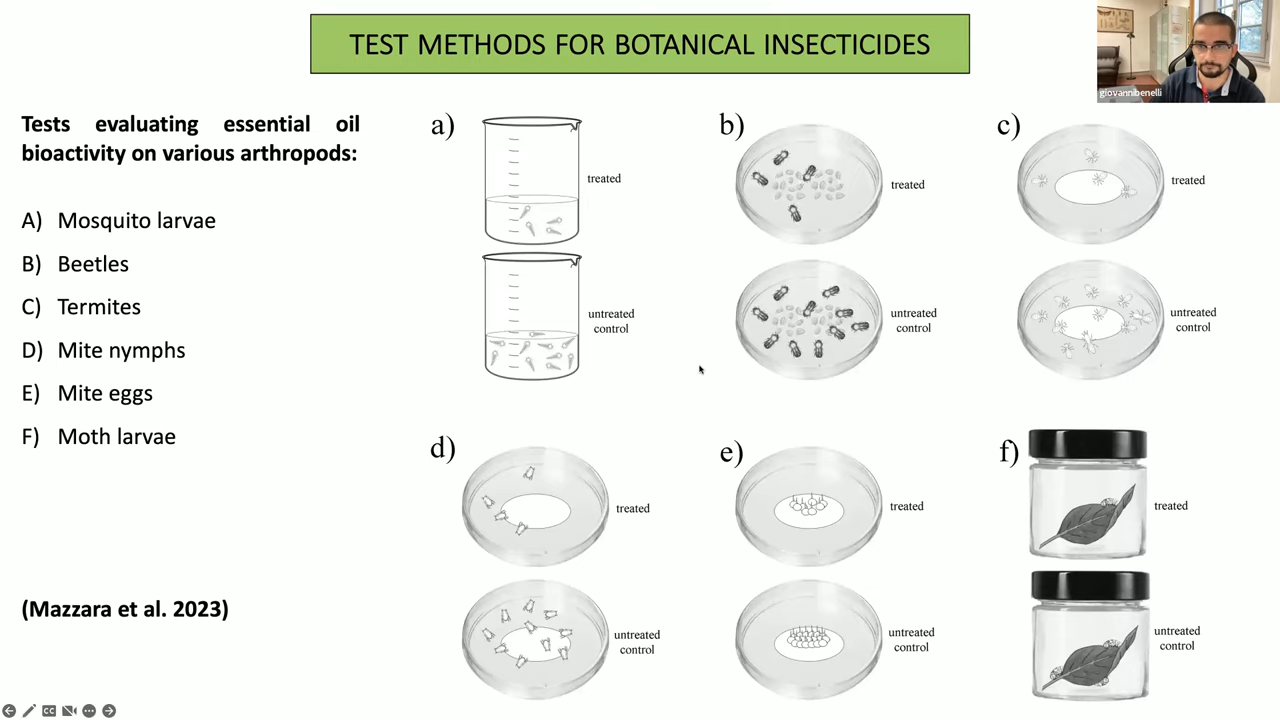 TEST METHODS FOR BOTANICAL INSECTICIDES
giovannibenelli
Tests evaluating essential oil
bioactivity on various arthropods:
A) Mosquito larvae
B) Beetles
C) Termites
D) Mite nymphs
E) Mite eggs
F) Moth larvae
(Mazzara et al. 2023)
a)
treated
untreated
control
b)
treated
untreated
control
c)
treated
untreated
control
d)
treated
untreated
control
e)
treated
untreated
control
f)
treated
untreated
control
CC